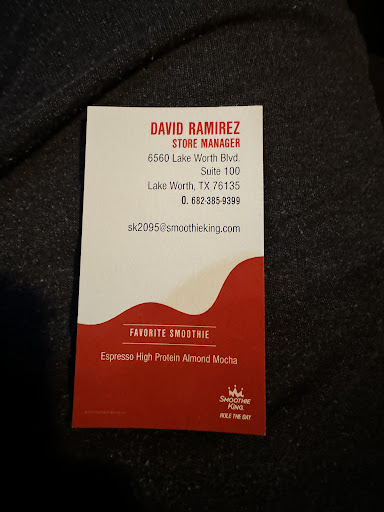 DAVID RAMIREZ
STORE MANAGER
6560 Lake Worth Blvd.
Suite 100
Lake Worth, TX 76135
O. 682-385-9399
sk2095@smoothieking.com
FAVORITE SMOOTHIE
Espresso High Protein Almond Mocha
SMOOTHIE
KING
RULE THE DAY